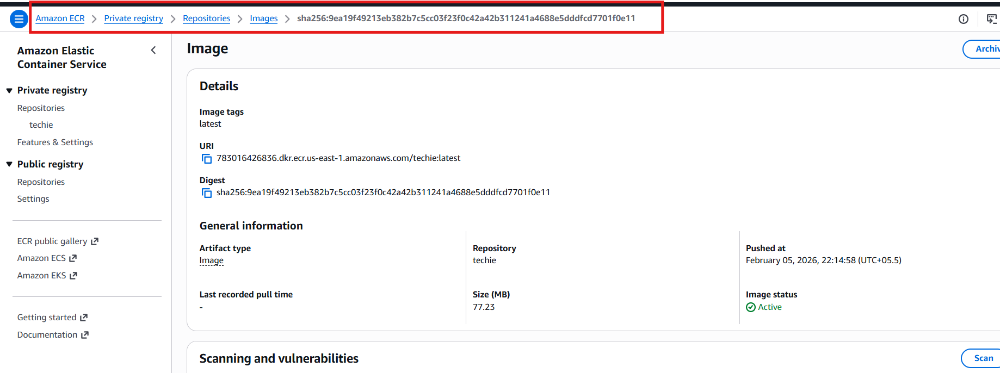 Amazon ECR > Private registry > Repositories > Images > sha256:9ea19f49213eb382b7c5cc03f23f0c42a42b311241a4688e5dddfcd7701f0e11
Amazon Elastic
Container Service
Private registry
Repositories
techie
Features & Settings
Public registry
Repositories
Settings
ECR public gallery
Amazon ECS
Amazon EKS
Getting started
Documentation
Image
Archiv
Details
Image tags
latest
URI
783016426836.dkr.ecr.us-east-1.amazonaws.com/techie:latest
Digest
sha256:9ea19f49213eb382b7c5cc03f23f0c42a42b311241a4688e5dddfcd7701f0e11
General information
Artifact type
Image
Repository
techie
Pushed at
February 05, 2026, 22:14:58 (UTC+05.5)
Last recorded pull time
-
Size (MB)
77.23
Image status
Active
Scanning and vulnerabilities
Scan